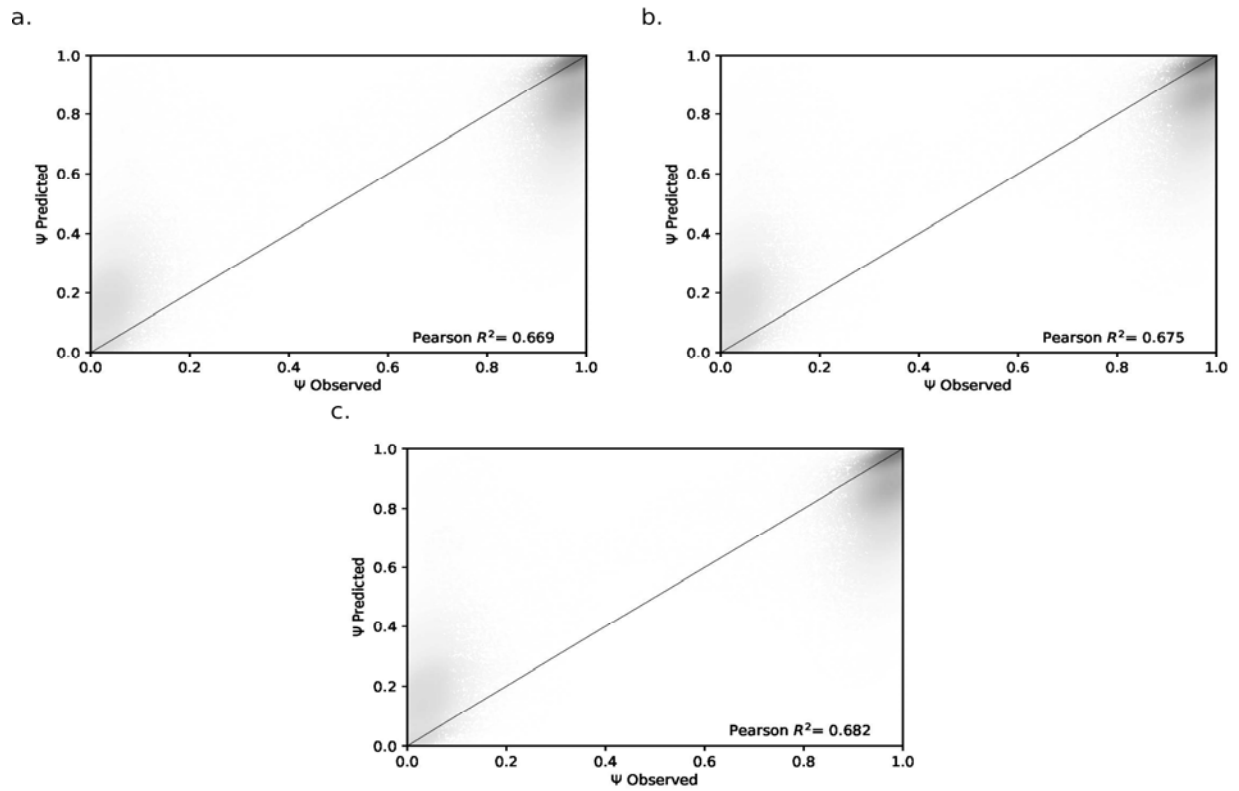 a.
1.0
0.8
0.6
0.4
0.2
0.0
Ψ Predicted
Pearson R²= 0.669
0.0 0.2 0.4 0.6 0.8 1.0
Ψ Observed
b.
1.0
0.8
0.6
0.4
0.2
0.0
Ψ Predicted
Pearson R²= 0.675
0.0 0.2 0.4 0.6 0.8 1.0
Ψ Observed
c.
1.0
0.8
0.6
0.4
0.2
0.0
Ψ Predicted
Pearson R²= 0.682
0.0 0.2 0.4 0.6 0.8 1.0
Ψ Observed